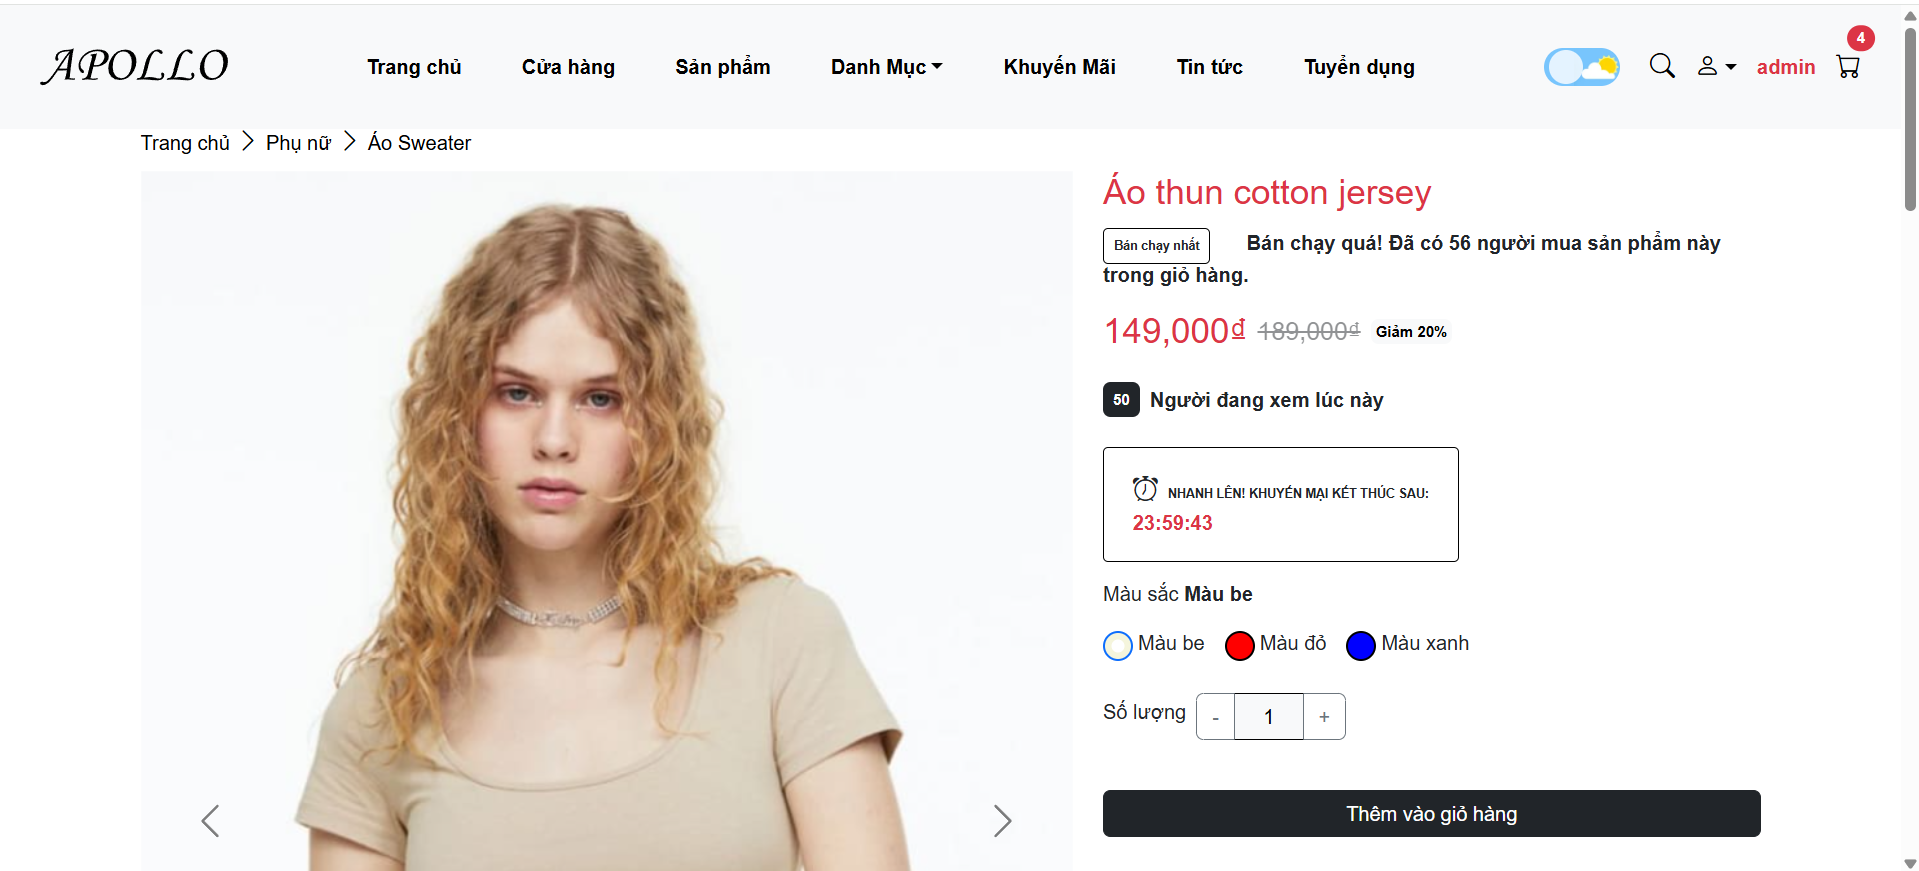 APOLLO
Trang chủ
Cửa hàng
Sản phẩm
Danh Mục
Khuyến Mãi
Tin tức
Tuyển dụng
admin
4
Trang chủ > Phụ nữ > Áo Sweater
Áo thun cotton jersey
Bán chạy nhất Bán chạy quá! Đã có 56 người mua sản phẩm này
trong giỏ hàng.
149,000₫ 189,000₫ Giảm 20%
50 Người đang xem lúc này
NHANH LÊN! KHUYẾN MẠI KẾT THÚC SAU:
23:59:43
Màu sắc Màu be
Màu be Màu đỏ Màu xanh
Số lượng - 1 +
Thêm vào giỏ hàng